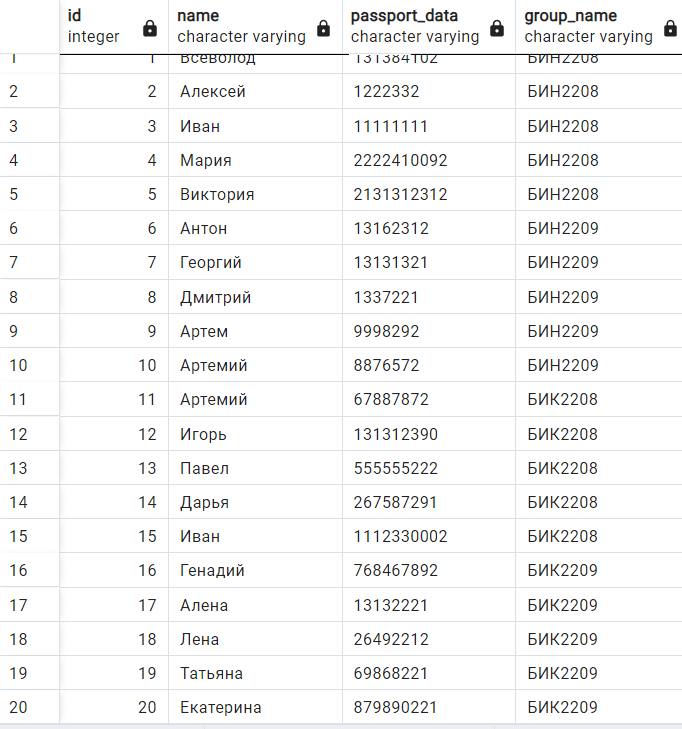 id name passport_data group_name
integer character varying character varying character varying
1 1 Всеволод 131384102 БИН2208
2 2 Алексей 1222332 БИН2208
3 3 Иван 11111111 БИН2208
4 4 Мария 2222410092 БИН2208
5 5 Виктория 2131312312 БИН2208
6 6 Антон 13162312 БИН2209
7 7 Георгий 13131321 БИН2209
8 8 Дмитрий 1337221 БИН2209
9 9 Артем 9998292 БИН2209
10 10 Артемий 8876572 БИН2209
11 11 Артемий 67887872 БИК2208
12 12 Игорь 131312390 БИК2208
13 13 Павел 555555222 БИК2208
14 14 Дарья 267587291 БИК2208
15 15 Иван 1112330002 БИК2208
16 16 Генадий 768467892 БИК2209
17 17 Алена 13132221 БИК2209
18 18 Лена 26492212 БИК2209
19 19 Татьяна 69868221 БИК2209
20 20 Екатерина 879890221 БИК2209